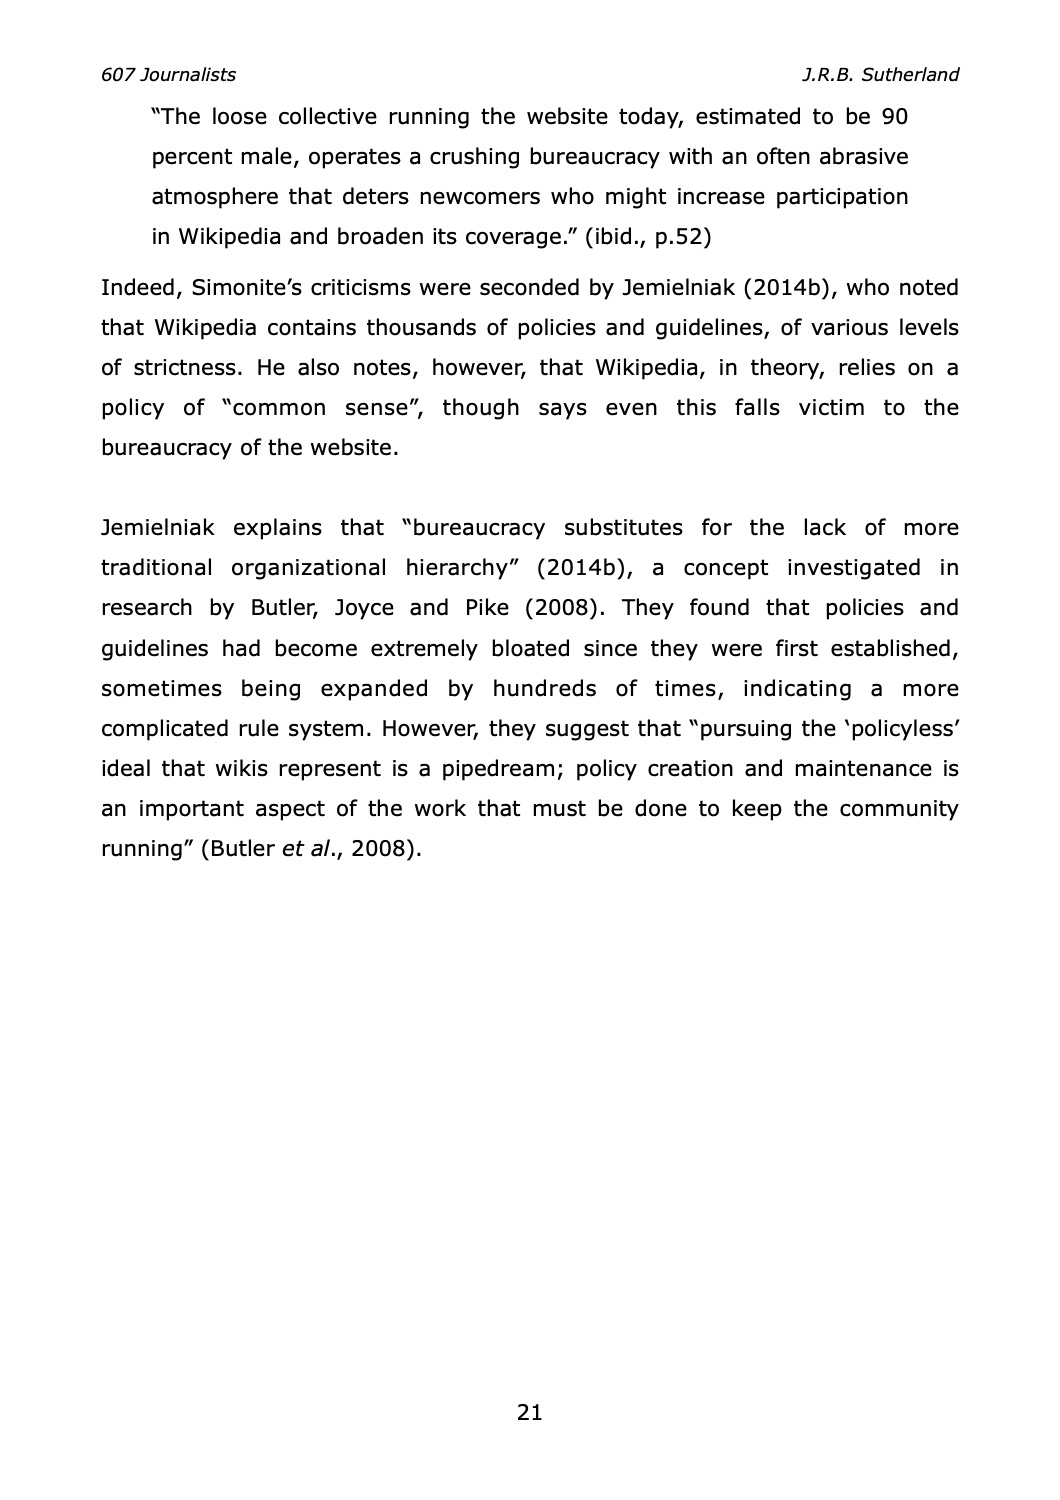 607 Journalists J.R.B. Sutherland
“The loose collective running the website today, estimated to be 90
percent male, operates a crushing bureaucracy with an often abrasive
atmosphere that deters newcomers who might increase participation
in Wikipedia and broaden its coverage.” (ibid., p.52)
Indeed, Simonite’s criticisms were seconded by Jemielniak (2014b), who noted
that Wikipedia contains thousands of policies and guidelines, of various levels
of strictness. He also notes, however, that Wikipedia, in theory, relies on a
policy of “common sense”, though says even this falls victim to the
bureaucracy of the website.
Jemielniak explains that “bureaucracy substitutes for the lack of more
traditional organizational hierarchy” (2014b), a concept investigated in
research by Butler, Joyce and Pike (2008). They found that policies and
guidelines had become extremely bloated since they were first established,
sometimes being expanded by hundreds of times, indicating a more
complicated rule system. However, they suggest that “pursuing the ‘policyless’
ideal that wikis represent is a pipedream; policy creation and maintenance is
an important aspect of the work that must be done to keep the community
running” (Butler et al., 2008).
21